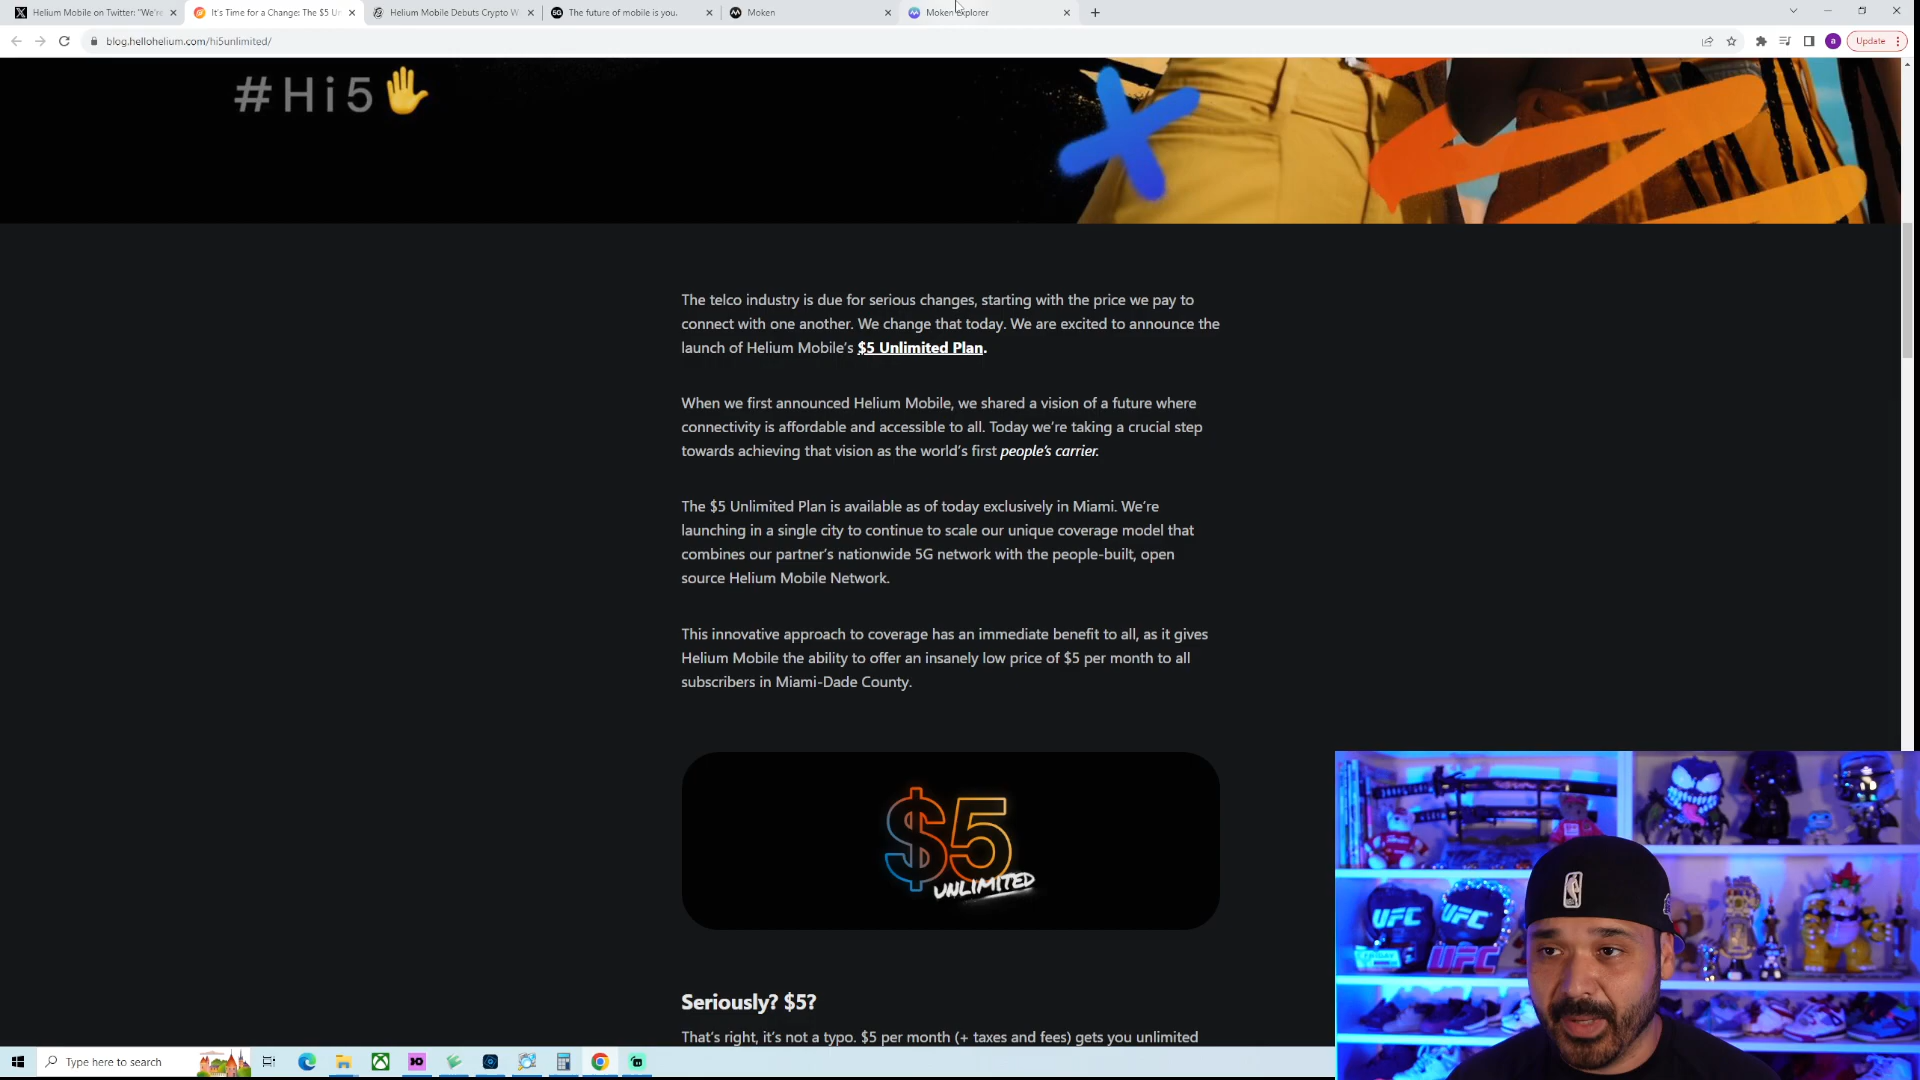 Helium Mobile on Twitter: "We're
It's Time for a Change: The $5 Un
Helium Mobile Debuts Crypto W
The future of mobile is you.
Moken
Moken Explorer
blog.hellohelium.com/hi5unlimited/
Update
#Hi5
The telco industry is due for serious changes, starting with the price we pay to
connect with one another. We change that today. We are excited to announce the
launch of Helium Mobile's $5 Unlimited Plan.
When we first announced Helium Mobile, we shared a vision of a future where
connectivity is affordable and accessible to all. Today we're taking a crucial step
towards achieving that vision as the world's first people's carrier.
The $5 Unlimited Plan is available as of today exclusively in Miami. We're
launching in a single city to continue to scale our unique coverage model that
combines our partner's nationwide 5G network with the people-built, open
source Helium Mobile Network.
This innovative approach to coverage has an immediate benefit to all, as it gives
Helium Mobile the ability to offer an insanely low price of $5 per month to all
subscribers in Miami-Dade County.
$5
UNLIMITED
Seriously? $5?
That's right, it's not a typo. $5 per month (+ taxes and fees) gets you unlimited
UFC
UFC
UFC
Type here to search